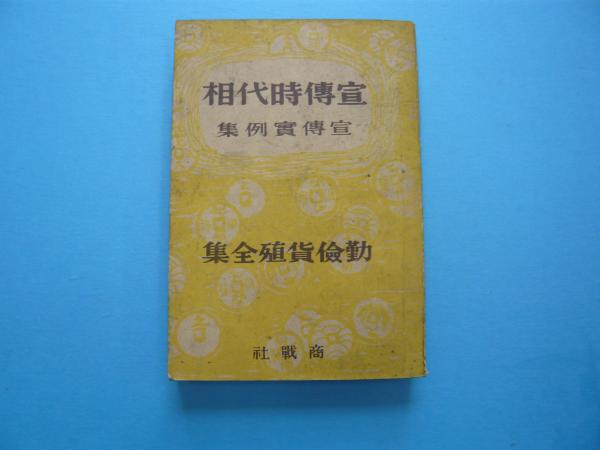 宣傳時代相
宣傳實例集
勤儉貨殖全集
商戰社